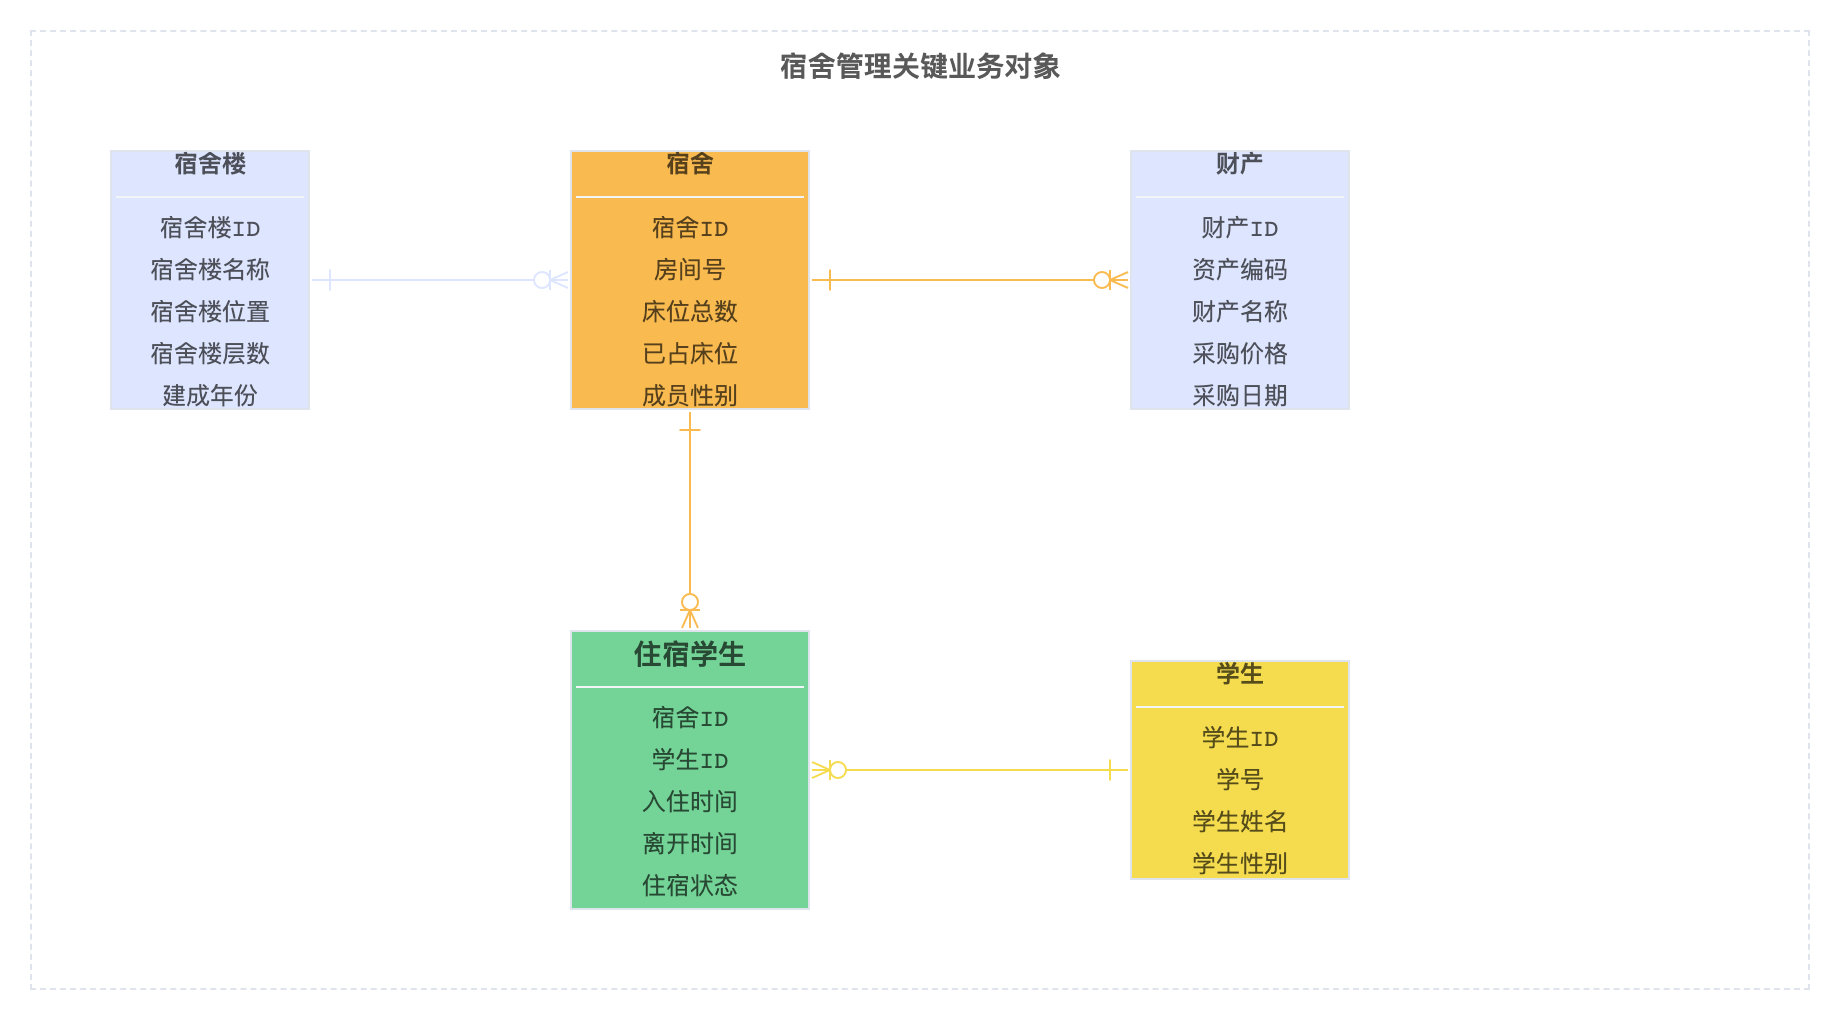 宿舍管理关键业务对象
宿舍楼
宿舍楼ID
宿舍楼名称
宿舍楼位置
宿舍楼层数
建成年份
宿舍
宿舍ID
房间号
床位总数
已占床位
成员性别
财产
财产ID
资产编码
财产名称
采购价格
采购日期
住宿学生
宿舍ID
学生ID
入住时间
离开时间
住宿状态
学生
学生ID
学号
学生姓名
学生性别